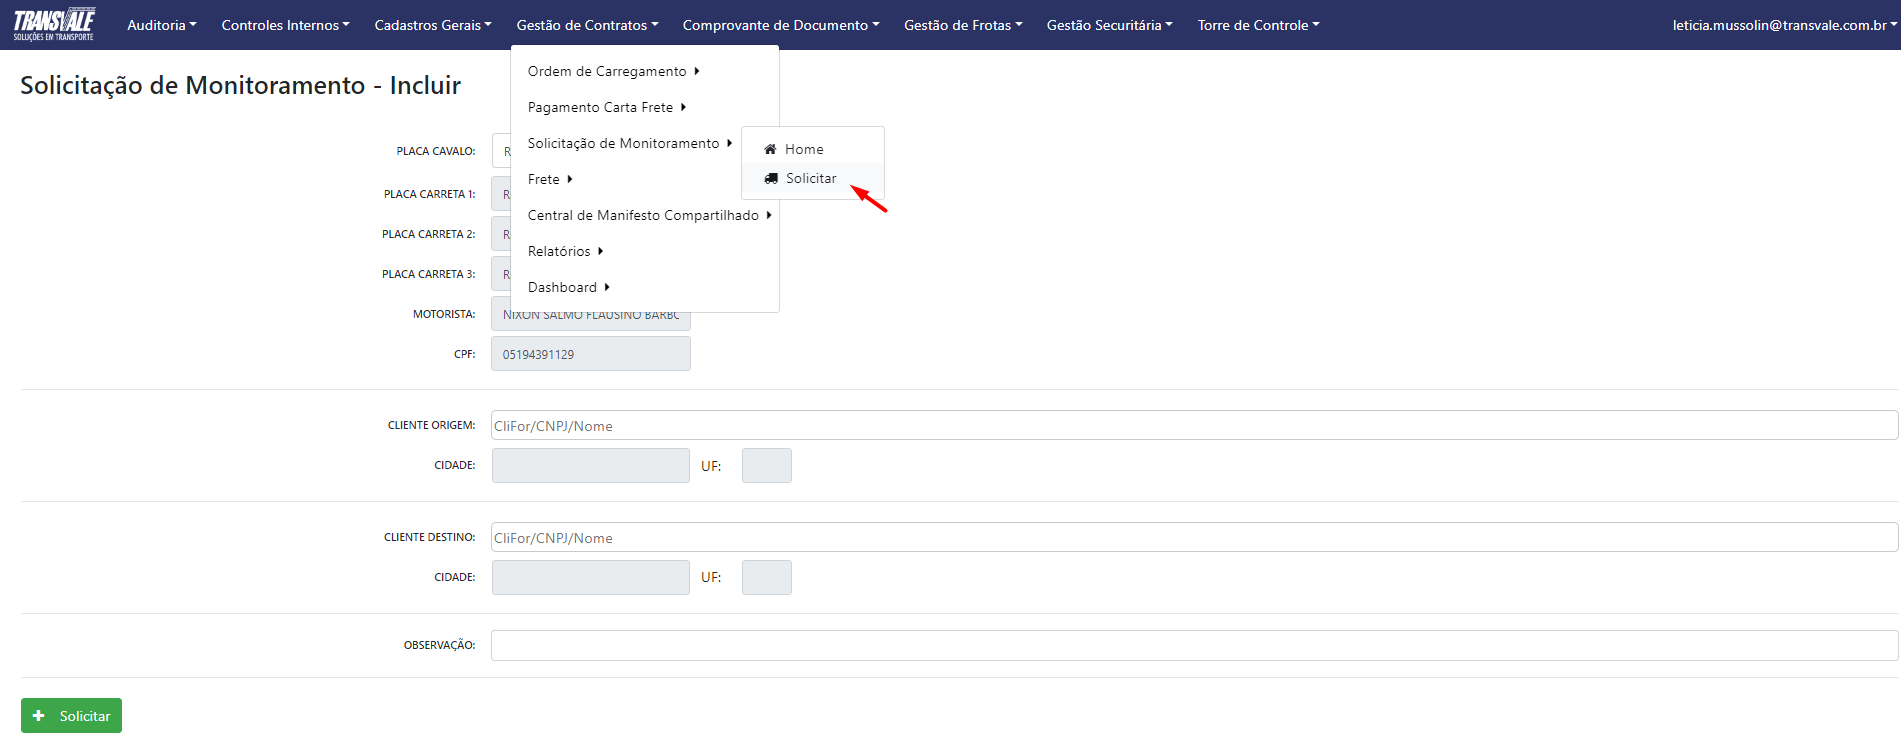 TRANSVALE
SOLUÇÕES EM TRANSPORTE
Auditoria Controles Internos Cadastros Gerais Gestão de Contratos Comprovante de Documento Gestão de Frotas Gestão Securitária Torre de Controle leticia.mussolin@transvale.com.br
Solicitação de Monitoramento - Incluir
Ordem de Carregamento
Pagamento Carta Frete
Solicitação de Monitoramento
Frete
Central de Manifesto Compartilhado
Relatórios
Dashboard
Home
Solicitar
PLACA CAVALO: R
PLACA CARRETA 1: R
PLACA CARRETA 2: R
PLACA CARRETA 3: R
MOTORISTA: NIXON SALMO FLAUSINO BARBO
CPF: 05194391129
CLIENTE ORIGEM: CliFor/CNPJ/Nome
CIDADE: UF:
CLIENTE DESTINO: CliFor/CNPJ/Nome
CIDADE: UF:
OBSERVAÇÃO:
Solicitar